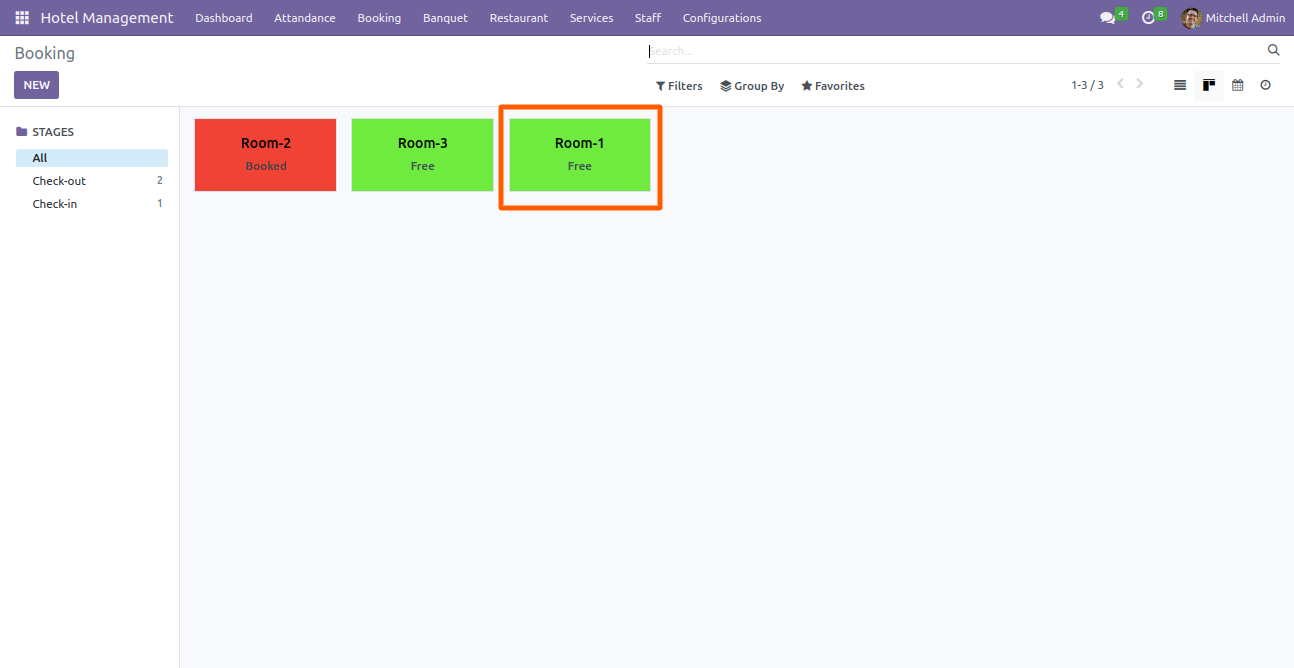 Hotel Management Dashboard Attandance Booking Banquet Restaurant Services Staff Configurations 4 8 Mitchell Admin
Booking
Search...
NEW
Filters Group By Favorites 1-3 / 3
STAGES
All
Check-out 2
Check-in 1
Room-2
Booked
Room-3
Free
Room-1
Free